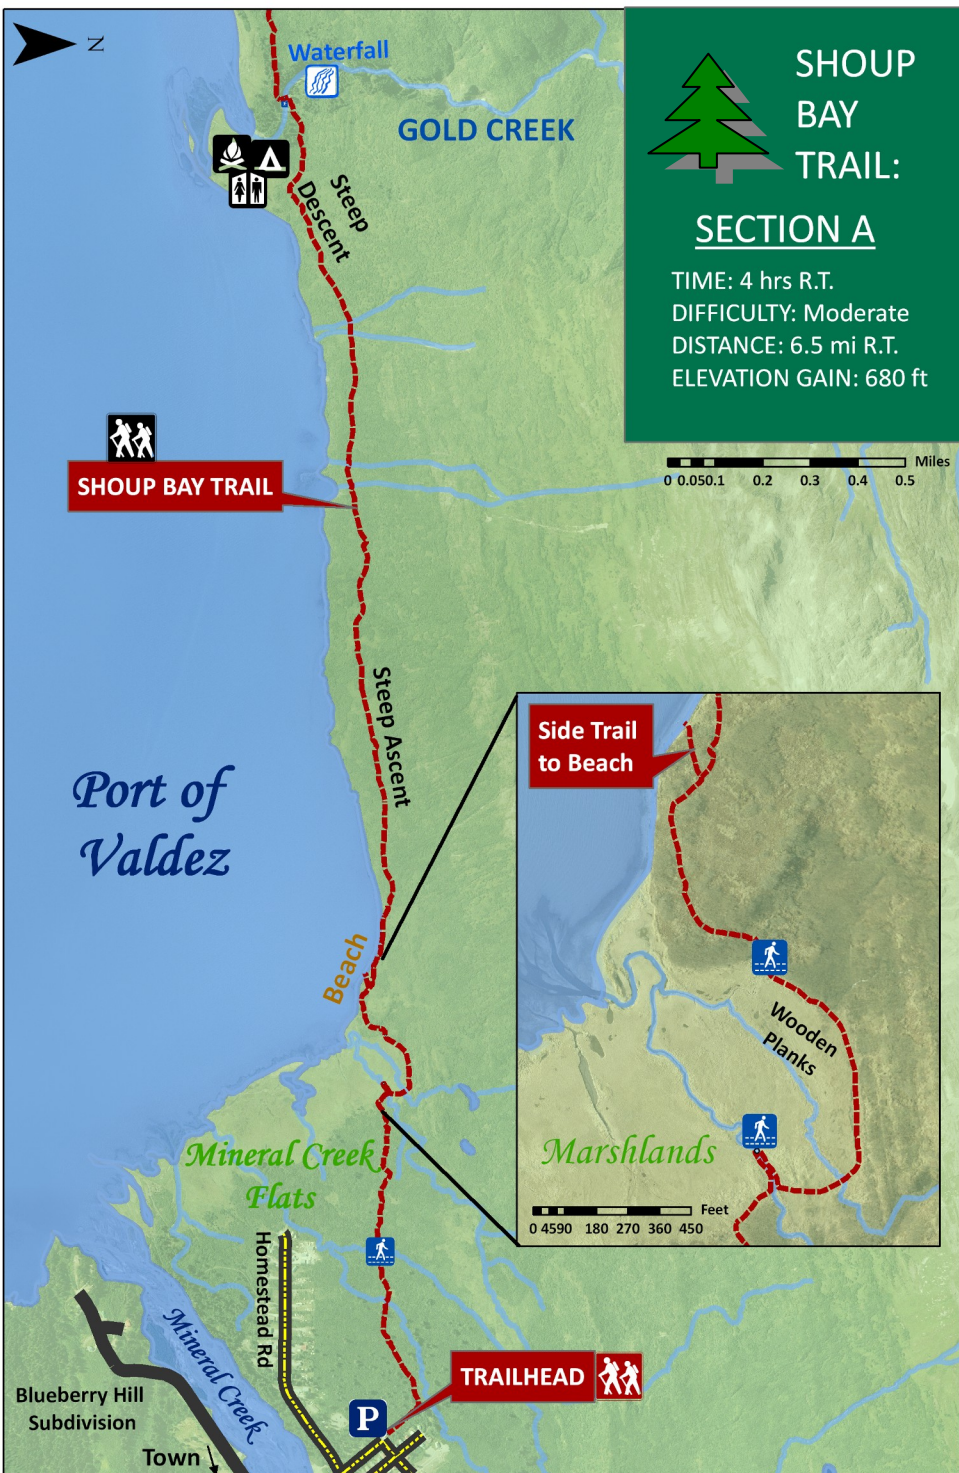 N
Waterfall
GOLD CREEK
SHOUP
BAY
TRAIL:
SECTION A
TIME: 4 hrs R.T.
DIFFICULTY: Moderate
DISTANCE: 6.5 mi R.T.
ELEVATION GAIN: 680 ft
Steep
Descent
Miles
0 0.050.1 0.2 0.3 0.4 0.5
SHOUP BAY TRAIL
Steep Ascent
Side Trail
to Beach
Port of
Valdez
Beach
Wooden
Planks
Marshlands
Feet
0 4590 180 270 360 450
Mineral Creek
Flats
Homestead Rd
Mineral Creek
TRAILHEAD
P
Blueberry Hill
Subdivision
Town